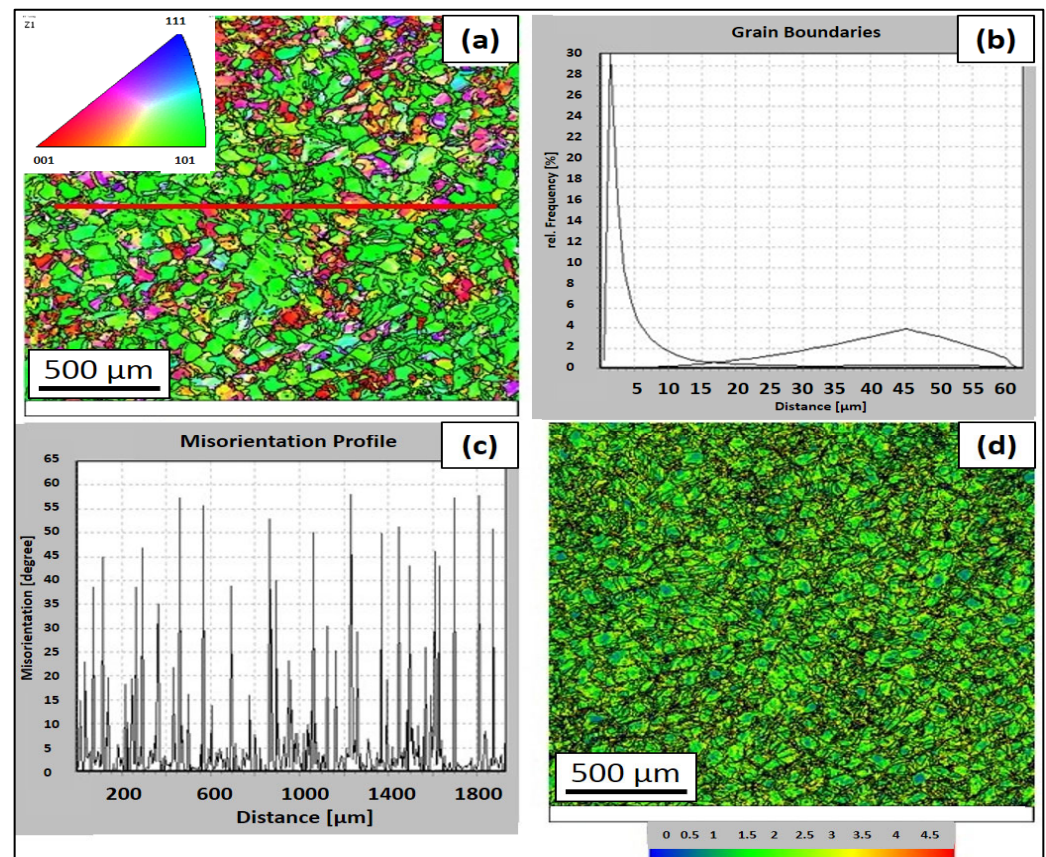 Z1
111
001
101
(a)
500 µm
Grain Boundaries
(b)
rel. Frequency [%]
30
28
26
24
20
18
16
14
12
10
8
6
4
2
0
5 10 15 20 25 30 35 40 45 50 55 60
Distance [µm]
Misorientation Profile
(c)
Misorientation [degree]
65
60
55
50
45
40
35
30
25
20
15
10
5
0
200 600 1000 1400 1800
Distance [µm]
(d)
500 µm
0 0.5 1 1.5 2 2.5 3 3.5 4 4.5